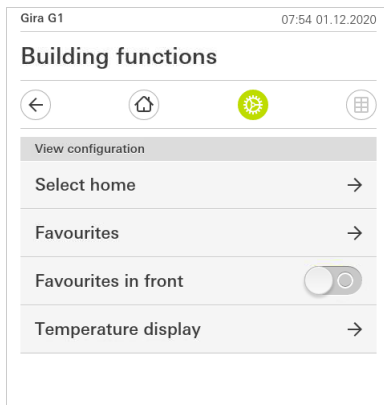 Gira G1 07:54 01.12.2020
Building functions
View configuration
Select home
Favourites
Favourites in front
Temperature display